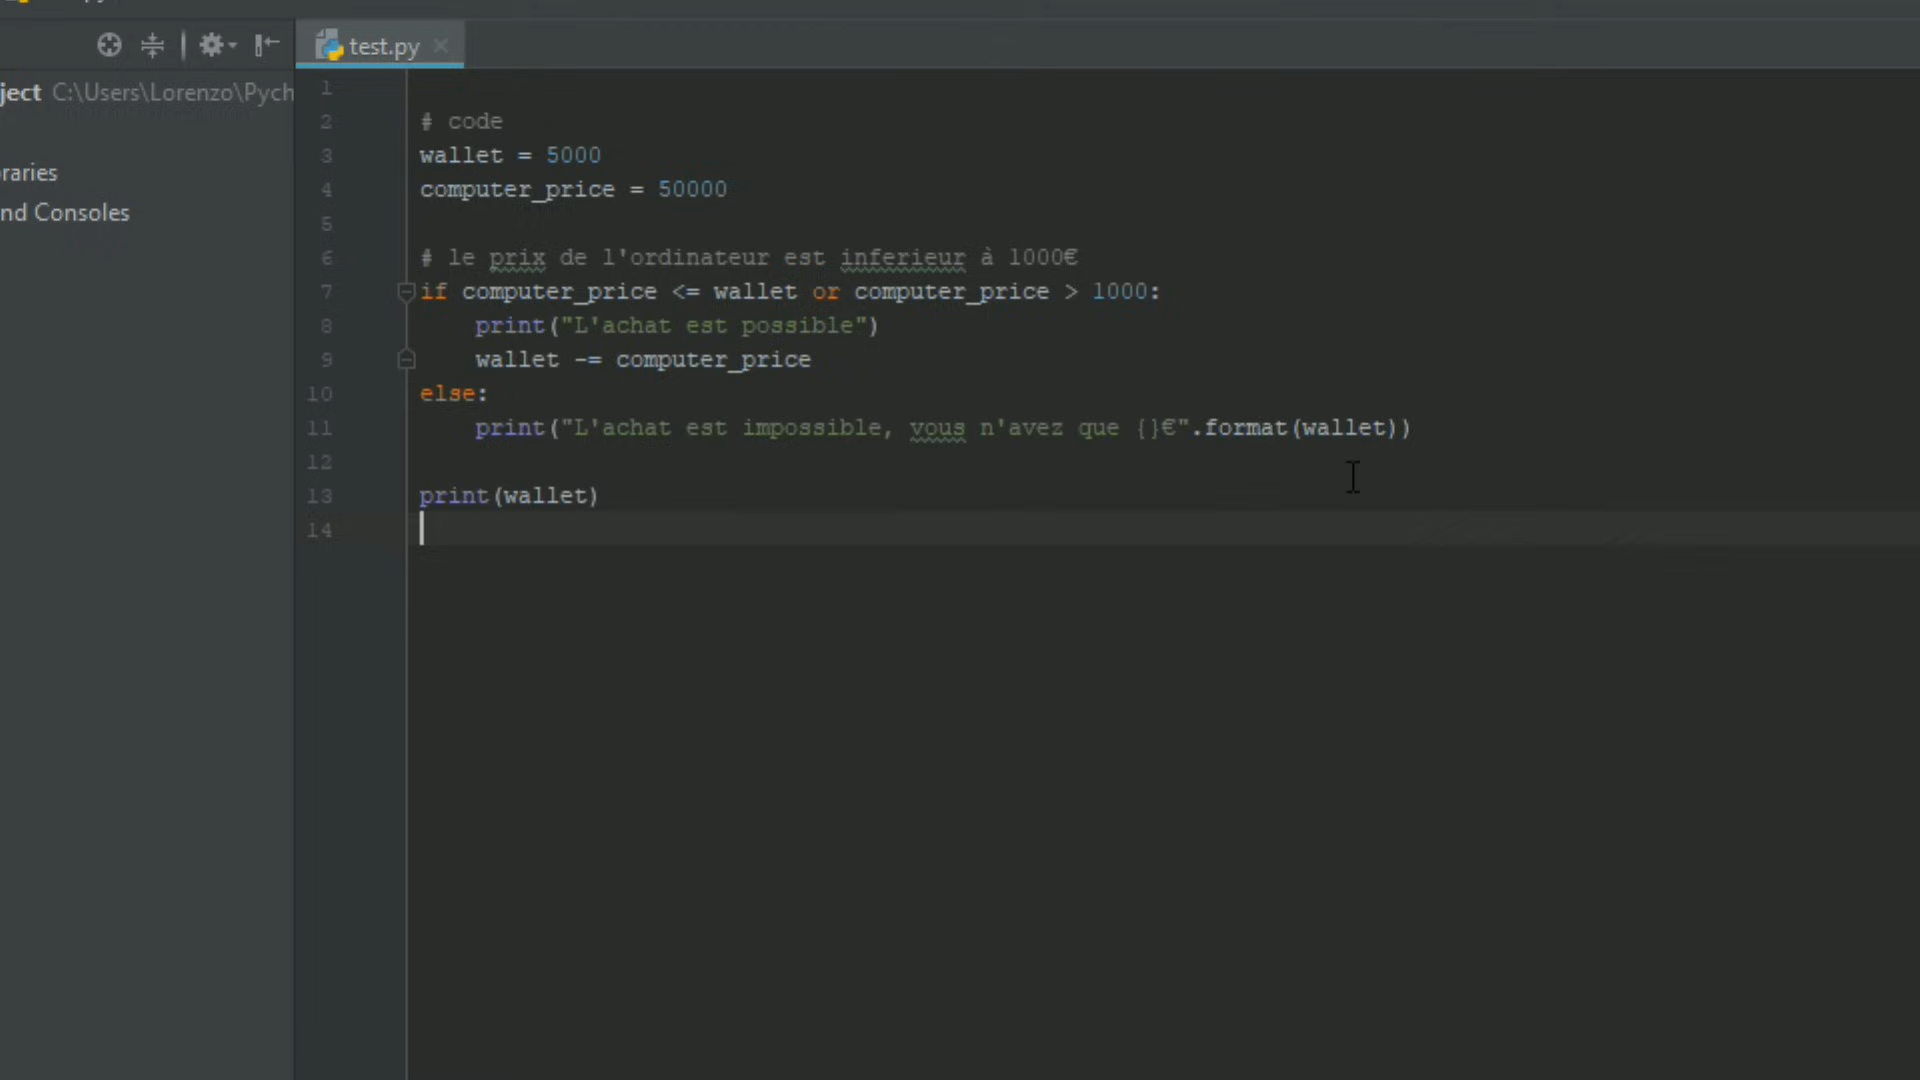 test.py
ject C:\Users\Lorenzo\Pych
raries
nd Consoles
1
2 # code
3 wallet = 5000
4 computer_price = 50000
5
6 # le prix de l'ordinateur est inferieur à 1000€
7 if computer_price <= wallet or computer_price > 1000:
8 print("L'achat est possible")
9 wallet -= computer_price
10 else:
11 print("L'achat est impossible, vous n'avez que {}€".format(wallet))
12
13 print(wallet)
14